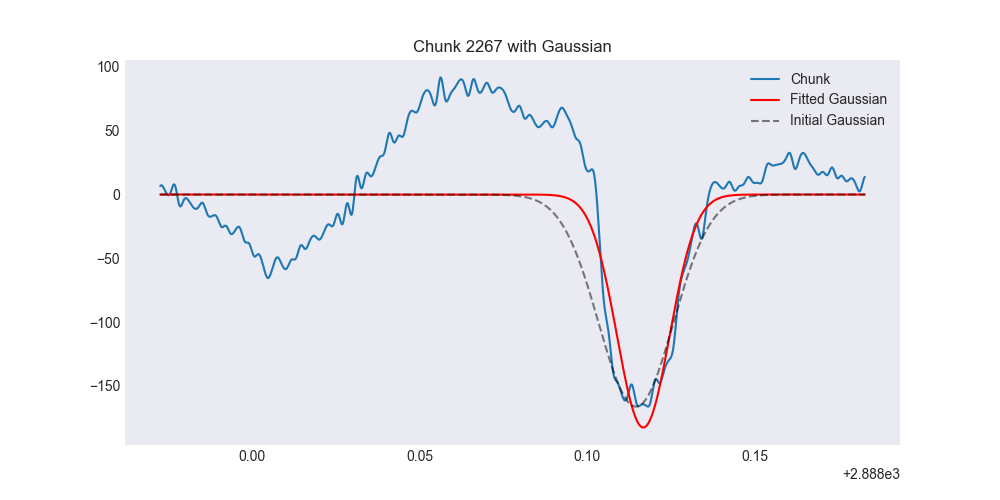 Chunk 2267 with Gaussian
Chunk
Fitted Gaussian
Initial Gaussian
100
50
0
−50
−100
−150
0.00 0.05 0.10 0.15
+2.888e3